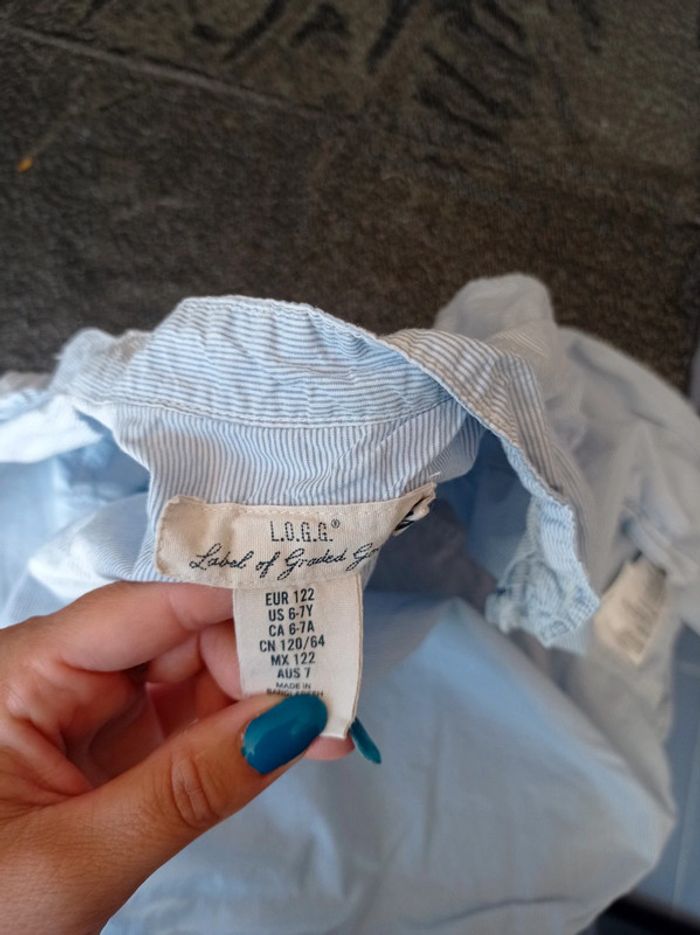 L.O.G.G.®
Label of Graded
EUR 122
US 6-7Y
CA 6-7A
CN 120/64
MX 122
AUS 7
MADE IN